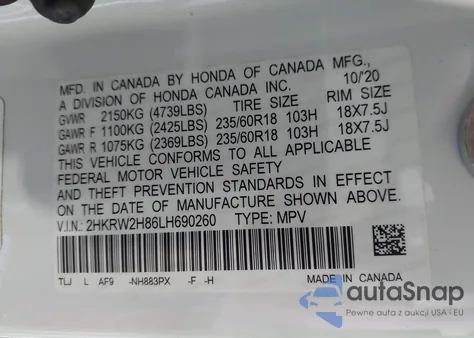 MFD. IN CANADA BY HONDA OF CANADA MFG.,
A DIVISION OF HONDA CANADA INC. 10/'20
GVWR 2150KG (4739LBS) TIRE SIZE RIM SIZE
GAWR F 1100KG (2425LBS) 235/60R18 103H 18X7.5J
GAWR R 1075KG (2369LBS) 235/60R18 103H 18X7.5J
THIS VEHICLE CONFORMS TO ALL APPLICABLE
FEDERAL MOTOR VEHICLE SAFETY
AND THEFT PREVENTION STANDARDS IN EFFECT
ON THE DATE OF MANUFACTURE SHOWN ABOVE.
V.I.N.: 2HKRW2H86LH690260 TYPE: MPV
TLJ L AF9 -NH883PX -F -H MADE IN CANADA
autoSnap
Pewne auta z aukcji USA i EU